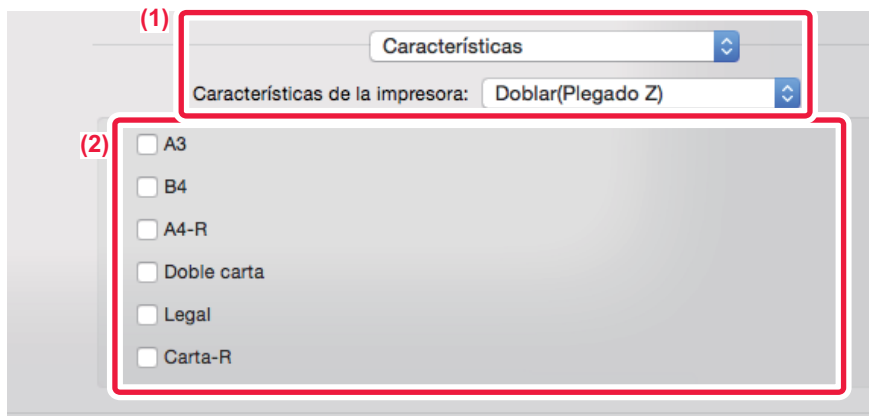 (1)
Características
Características de la impresora: Doblar(Plegado Z)
(2)
A3
B4
A4-R
Doble carta
Legal
Carta-R